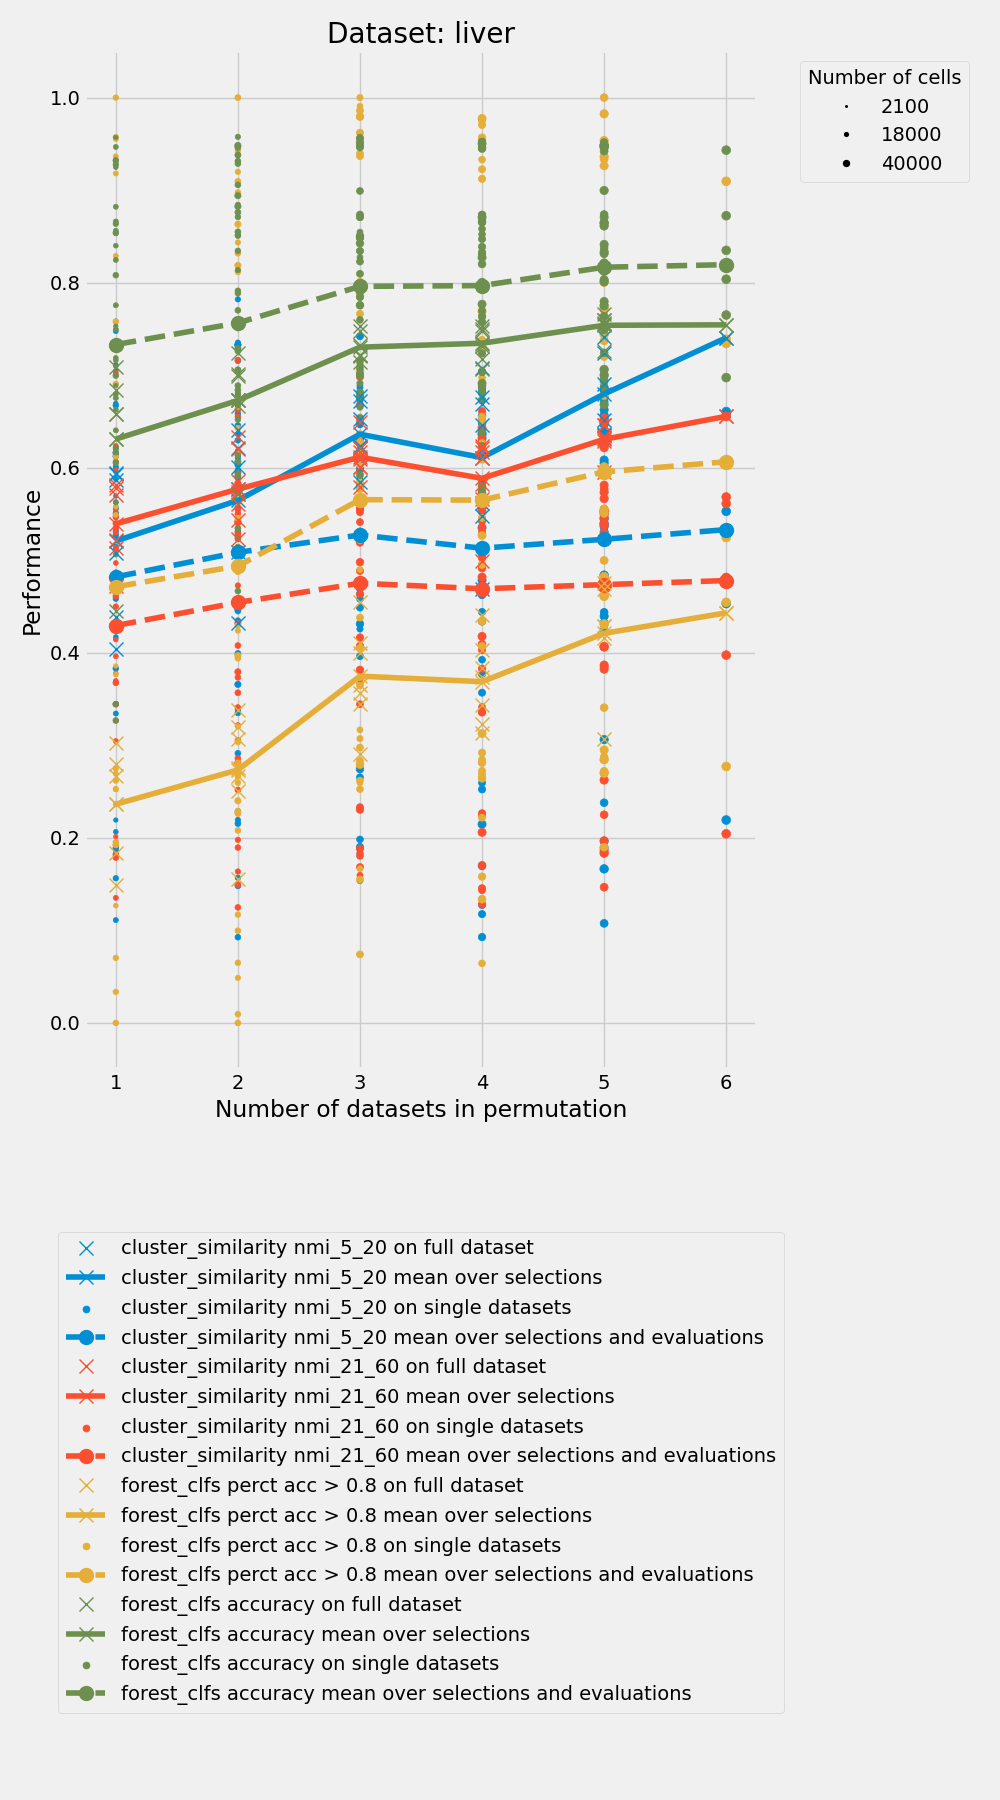 Dataset: liver
Number of cells
2100
18000
40000
1.0
0.8
0.6
0.4
0.2
0.0
Performance
1 2 3 4 5 6
Number of datasets in permutation
cluster_similarity nmi_5_20 on full dataset
cluster_similarity nmi_5_20 mean over selections
cluster_similarity nmi_5_20 on single datasets
cluster_similarity nmi_5_20 mean over selections and evaluations
cluster_similarity nmi_21_60 on full dataset
cluster_similarity nmi_21_60 mean over selections
cluster_similarity nmi_21_60 on single datasets
cluster_similarity nmi_21_60 mean over selections and evaluations
forest_clfs perct acc > 0.8 on full dataset
forest_clfs perct acc > 0.8 mean over selections
forest_clfs perct acc > 0.8 on single datasets
forest_clfs perct acc > 0.8 mean over selections and evaluations
forest_clfs accuracy on full dataset
forest_clfs accuracy mean over selections
forest_clfs accuracy on single datasets
forest_clfs accuracy mean over selections and evaluations